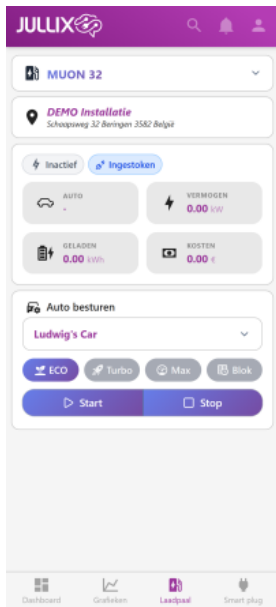 JULLIX
MUON 32
DEMO Installatie
Schaapsweg 32 Beringen 3582 België
Inactief
Ingestoken
AUTO
-
VERMOGEN
0.00 kW
GELADEN
0.00 kWh
KOSTEN
0.00 €
Auto besturen
Ludwig's Car
ECO
Turbo
Max
Blok
Start
Stop
Dashboard
Grafieken
Laadpaal
Smart plug